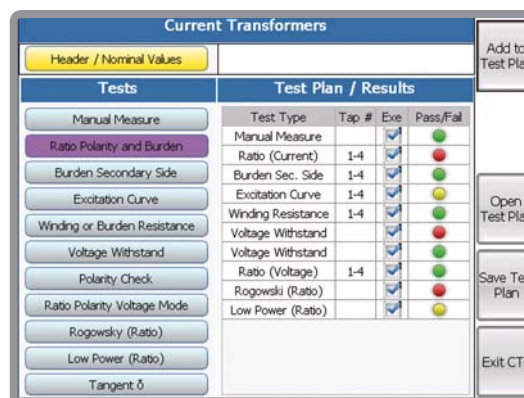 Current Transformers
Header / Nominal Values
Tests
Manual Measure
Ratio Polarity and Burden
Burden Secondary Side
Excitation Curve
Winding or Burden Resistance
Voltage Withstand
Polarity Check
Ratio Polarity Voltage Mode
Rogowsky (Ratio)
Low Power (Ratio)
Tangent δ
Test Plan / Results
Test Type Tap # Exe Pass/Fail
Manual Measure
Ratio (Current) 1-4
Burden Sec. Side 1-4
Excitation Curve 1-4
Winding Resistance 1-4
Voltage Withstand
Voltage Withstand
Ratio (Voltage) 1-4
Rogowski (Ratio)
Low Power (Ratio)
Add to
Test
Open
Test
Save
Plan
Exit